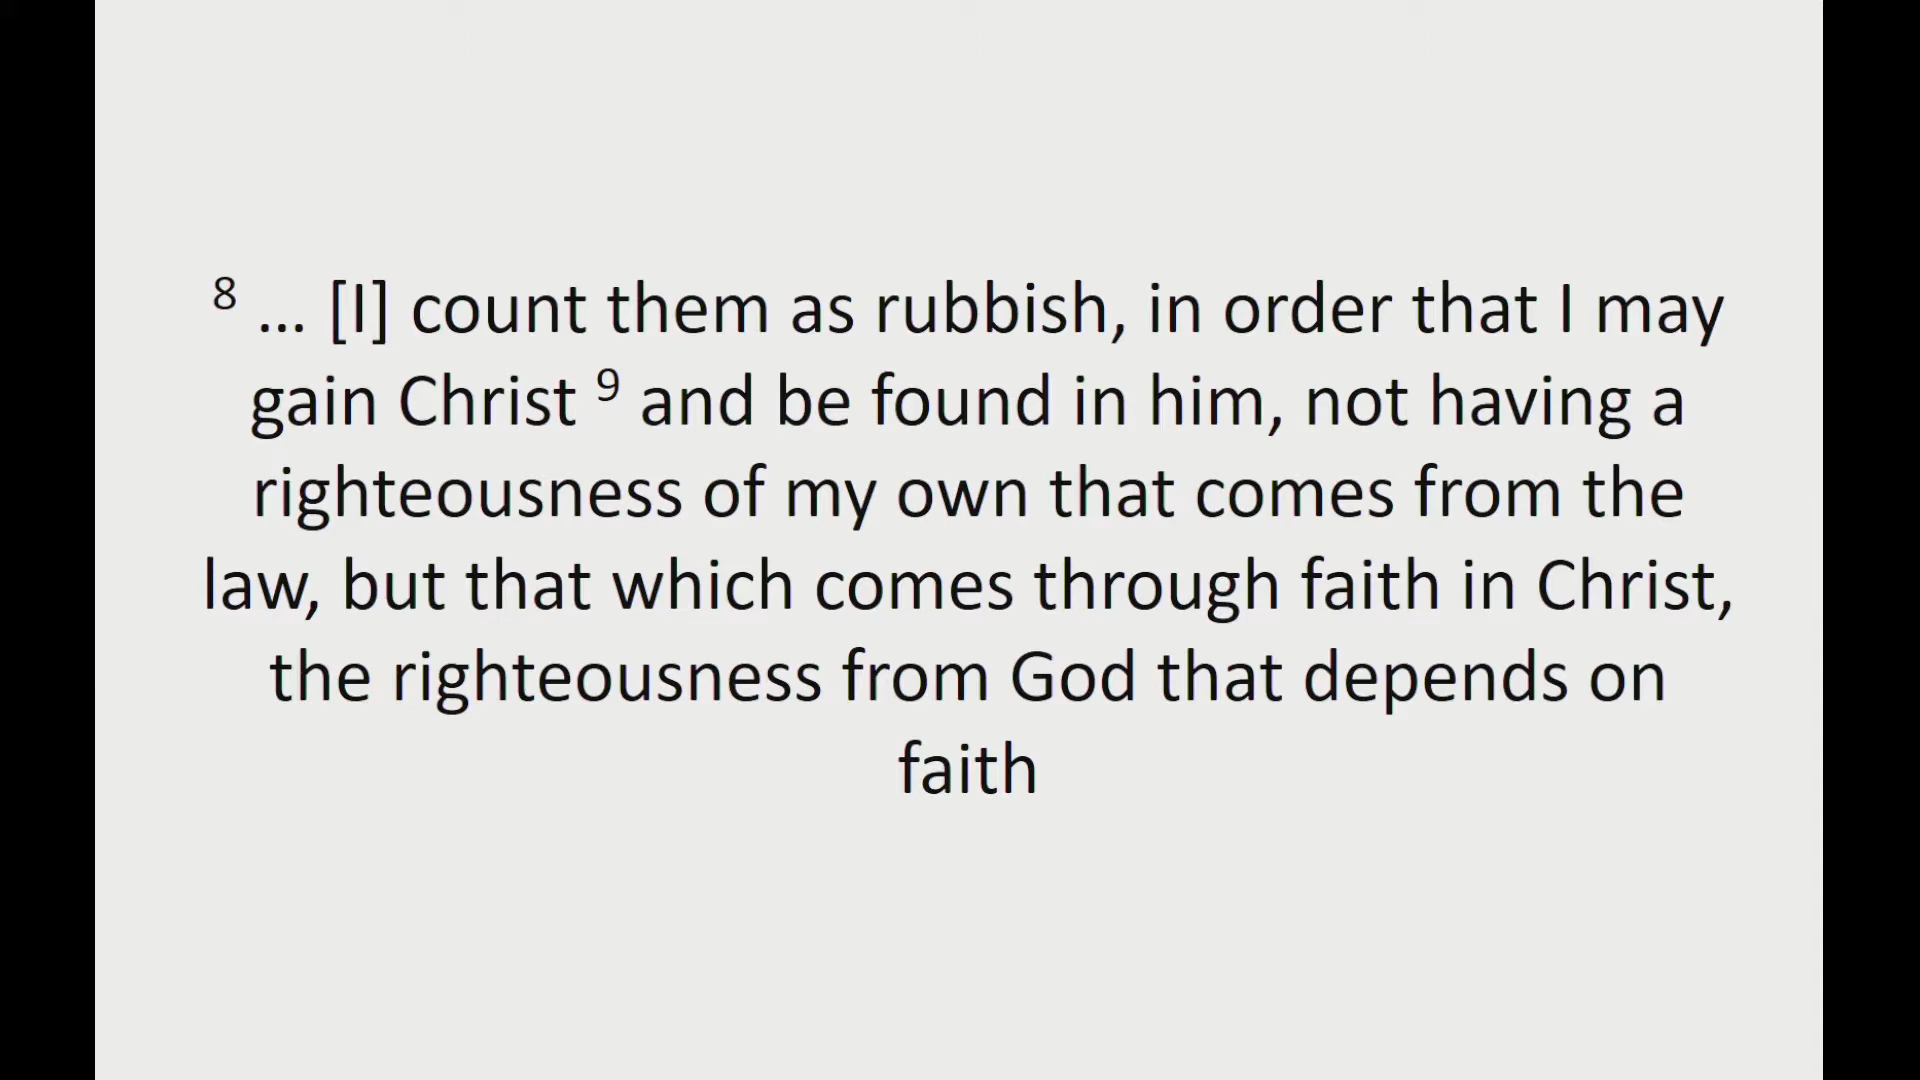 8 ... [I] count them as rubbish, in order that I may
gain Christ 9 and be found in him, not having a
righteousness of my own that comes from the
law, but that which comes through faith in Christ,
the righteousness from God that depends on
faith